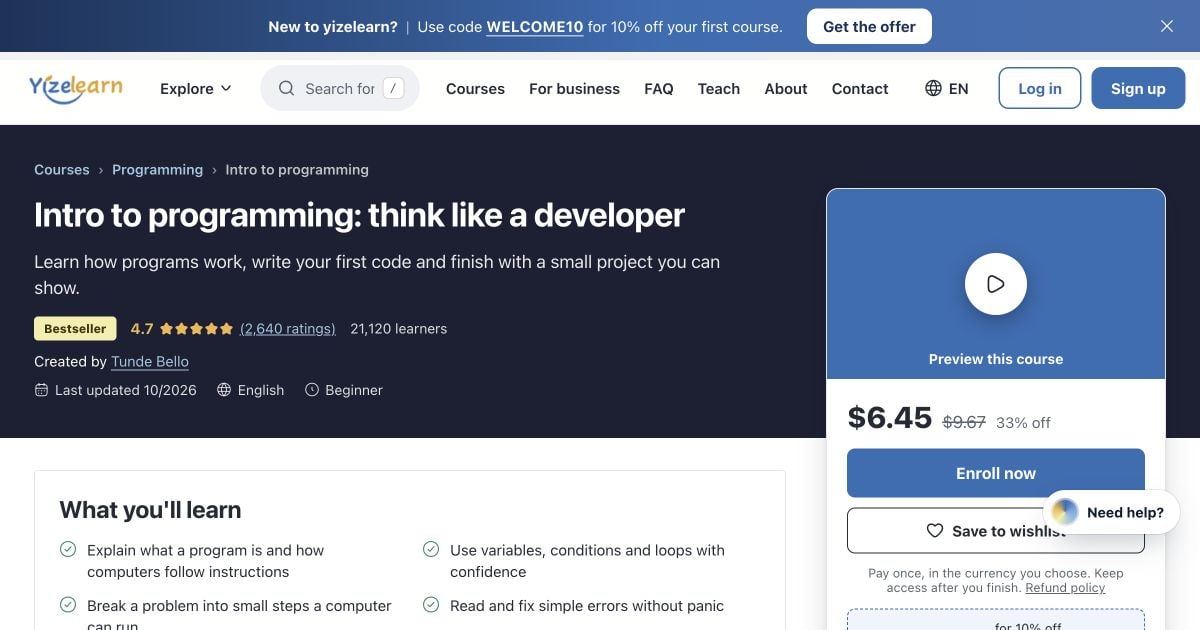 New to yizelearn? | Use code WELCOME10 for 10% off your first course.
Get the offer
Yizelearn
Explore
Search for
/
Courses
For business
FAQ
Teach
About
Contact
EN
Log in
Sign up
Courses › Programming › Intro to programming
Intro to programming: think like a developer
Learn how programs work, write your first code and finish with a small project you can
show.
Bestseller 4.7 (2,640 ratings) 21,120 learners
Created by Tunde Bello
Last updated 10/2026 English Beginner
Preview this course
$6.45 $9.67 33% off
Enroll now
Need help?
Save to wishlist
Pay once, in the currency you choose. Keep
access after you finish. Refund policy
for 10% off
What you'll learn
Explain what a program is and how
computers follow instructions
Use variables, conditions and loops with
confidence
Break a problem into small steps a computer
can run
Read and fix simple errors without panic